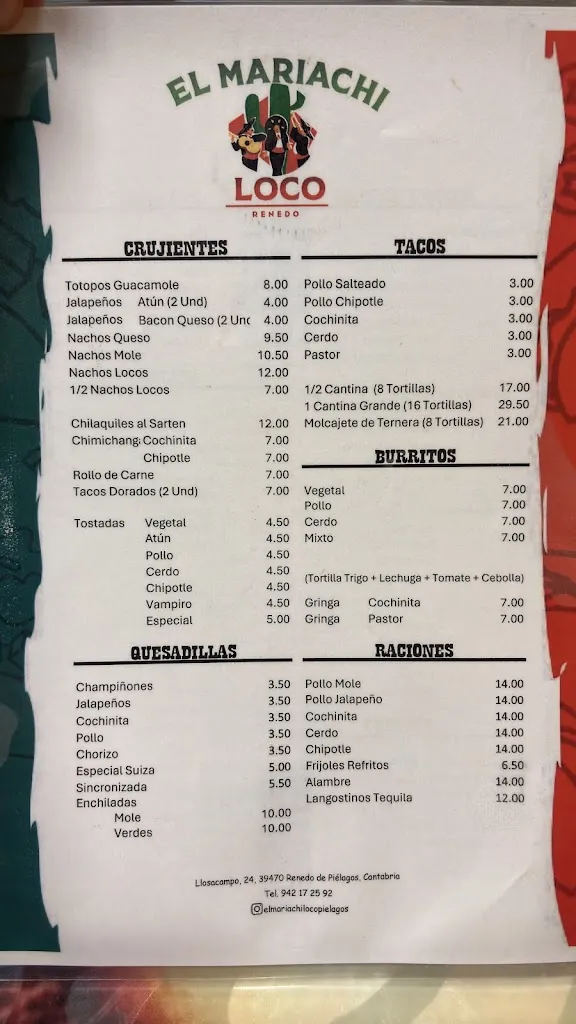 EL MARIACHI
LOCO
RENEDO
CRUJIENTES
Totopos Guacamole 8.00
Jalapeños Atún (2 Und) 4.00
Jalapeños Bacon Queso (2 Und 4.00
Nachos Queso 9.50
Nachos Mole 10.50
Nachos Locos 12.00
1/2 Nachos Locos 7.00
Chilaquiles al Sarten 12.00
Chimichang Cochinita 7.00
Chipotle 7.00
Rollo de Carne 7.00
Tacos Dorados (2 Und) 7.00
Tostadas Vegetal 4.50
Atún 4.50
Pollo 4.50
Cerdo 4.50
Chipotle 4.50
Vampiro 4.50
Especial 5.00
QUESADILLAS
Champiñones 3.50
Jalapeños 3.50
Cochinita 3.50
Pollo 3.50
Chorizo 3.50
Especial Suiza 5.00
Sincronizada 5.50
Enchiladas
Mole 10.00
Verdes 10.00
TACOS
Pollo Salteado 3.00
Pollo Chipotle 3.00
Cochinita 3.00
Cerdo 3.00
Pastor 3.00
1/2 Cantina (8 Tortillas) 17.00
1 Cantina Grande (16 Tortillas) 29.50
Molcajete de Ternera (8 Tortillas) 21.00
BURRITOS
Vegetal 7.00
Pollo 7.00
Cerdo 7.00
Mixto 7.00
(Tortilla Trigo + Lechuga + Tomate + Cebolla)
Gringa Cochinita 7.00
Gringa Pastor 7.00
RACIONES
Pollo Mole 14.00
Pollo Jalapeño 14.00
Cochinita 14.00
Cerdo 14.00
Chipotle 14.00
Frijoles Refritos 6.50
Alambre 14.00
Langostinos Tequila 12.00
Llosacampo, 24, 39470 Renedo de Piélagos, Cantabria
Tel. 942 17 25 92
elmariachilocopielagos